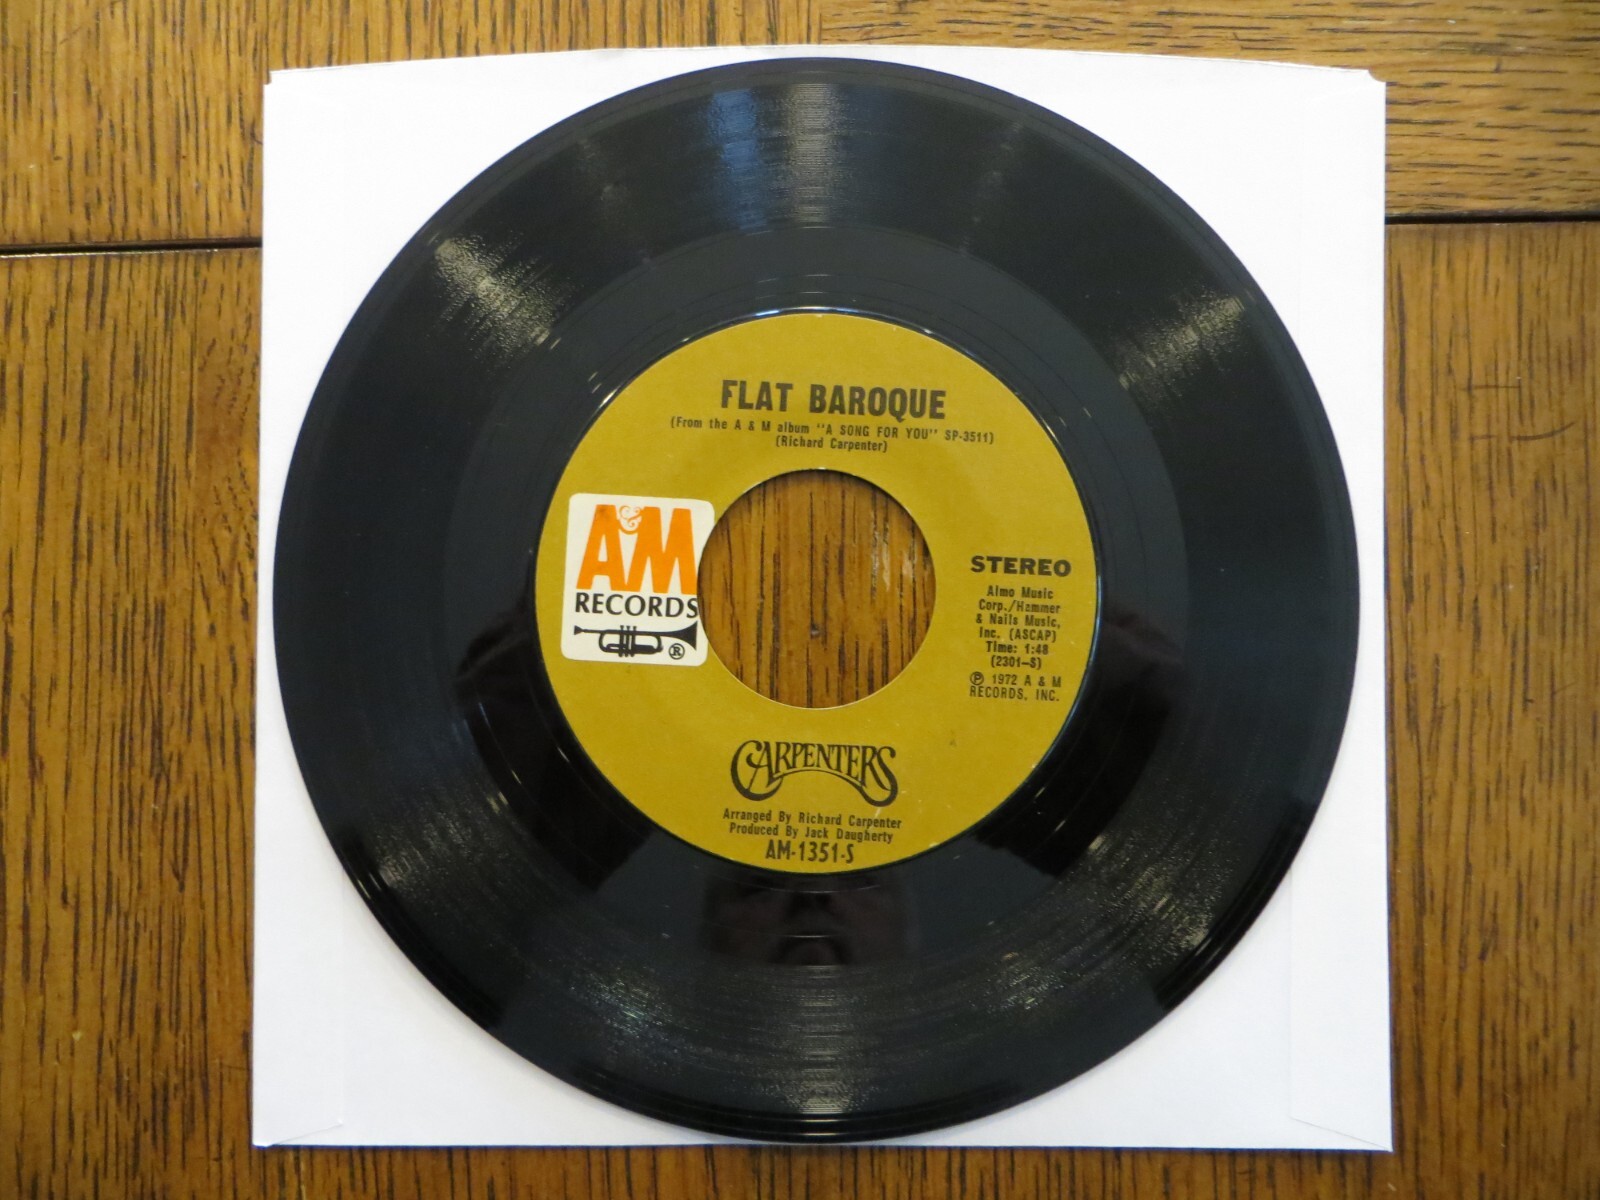 FLAT BAROQUE
(From the A & M album "A SONG FOR YOU" SP-3511)
(Richard Carpenter)
A&M
RECORDS
®
STEREO
Almo Music
Corp./Hammer
& Nails Music,
Inc. (ASCAP)
Time: 1:48
(2301-S)
℗ 1972 A & M
RECORDS, INC.
CARPENTERS
Arranged By Richard Carpenter
Produced By Jack Daugherty
AM-1351-S